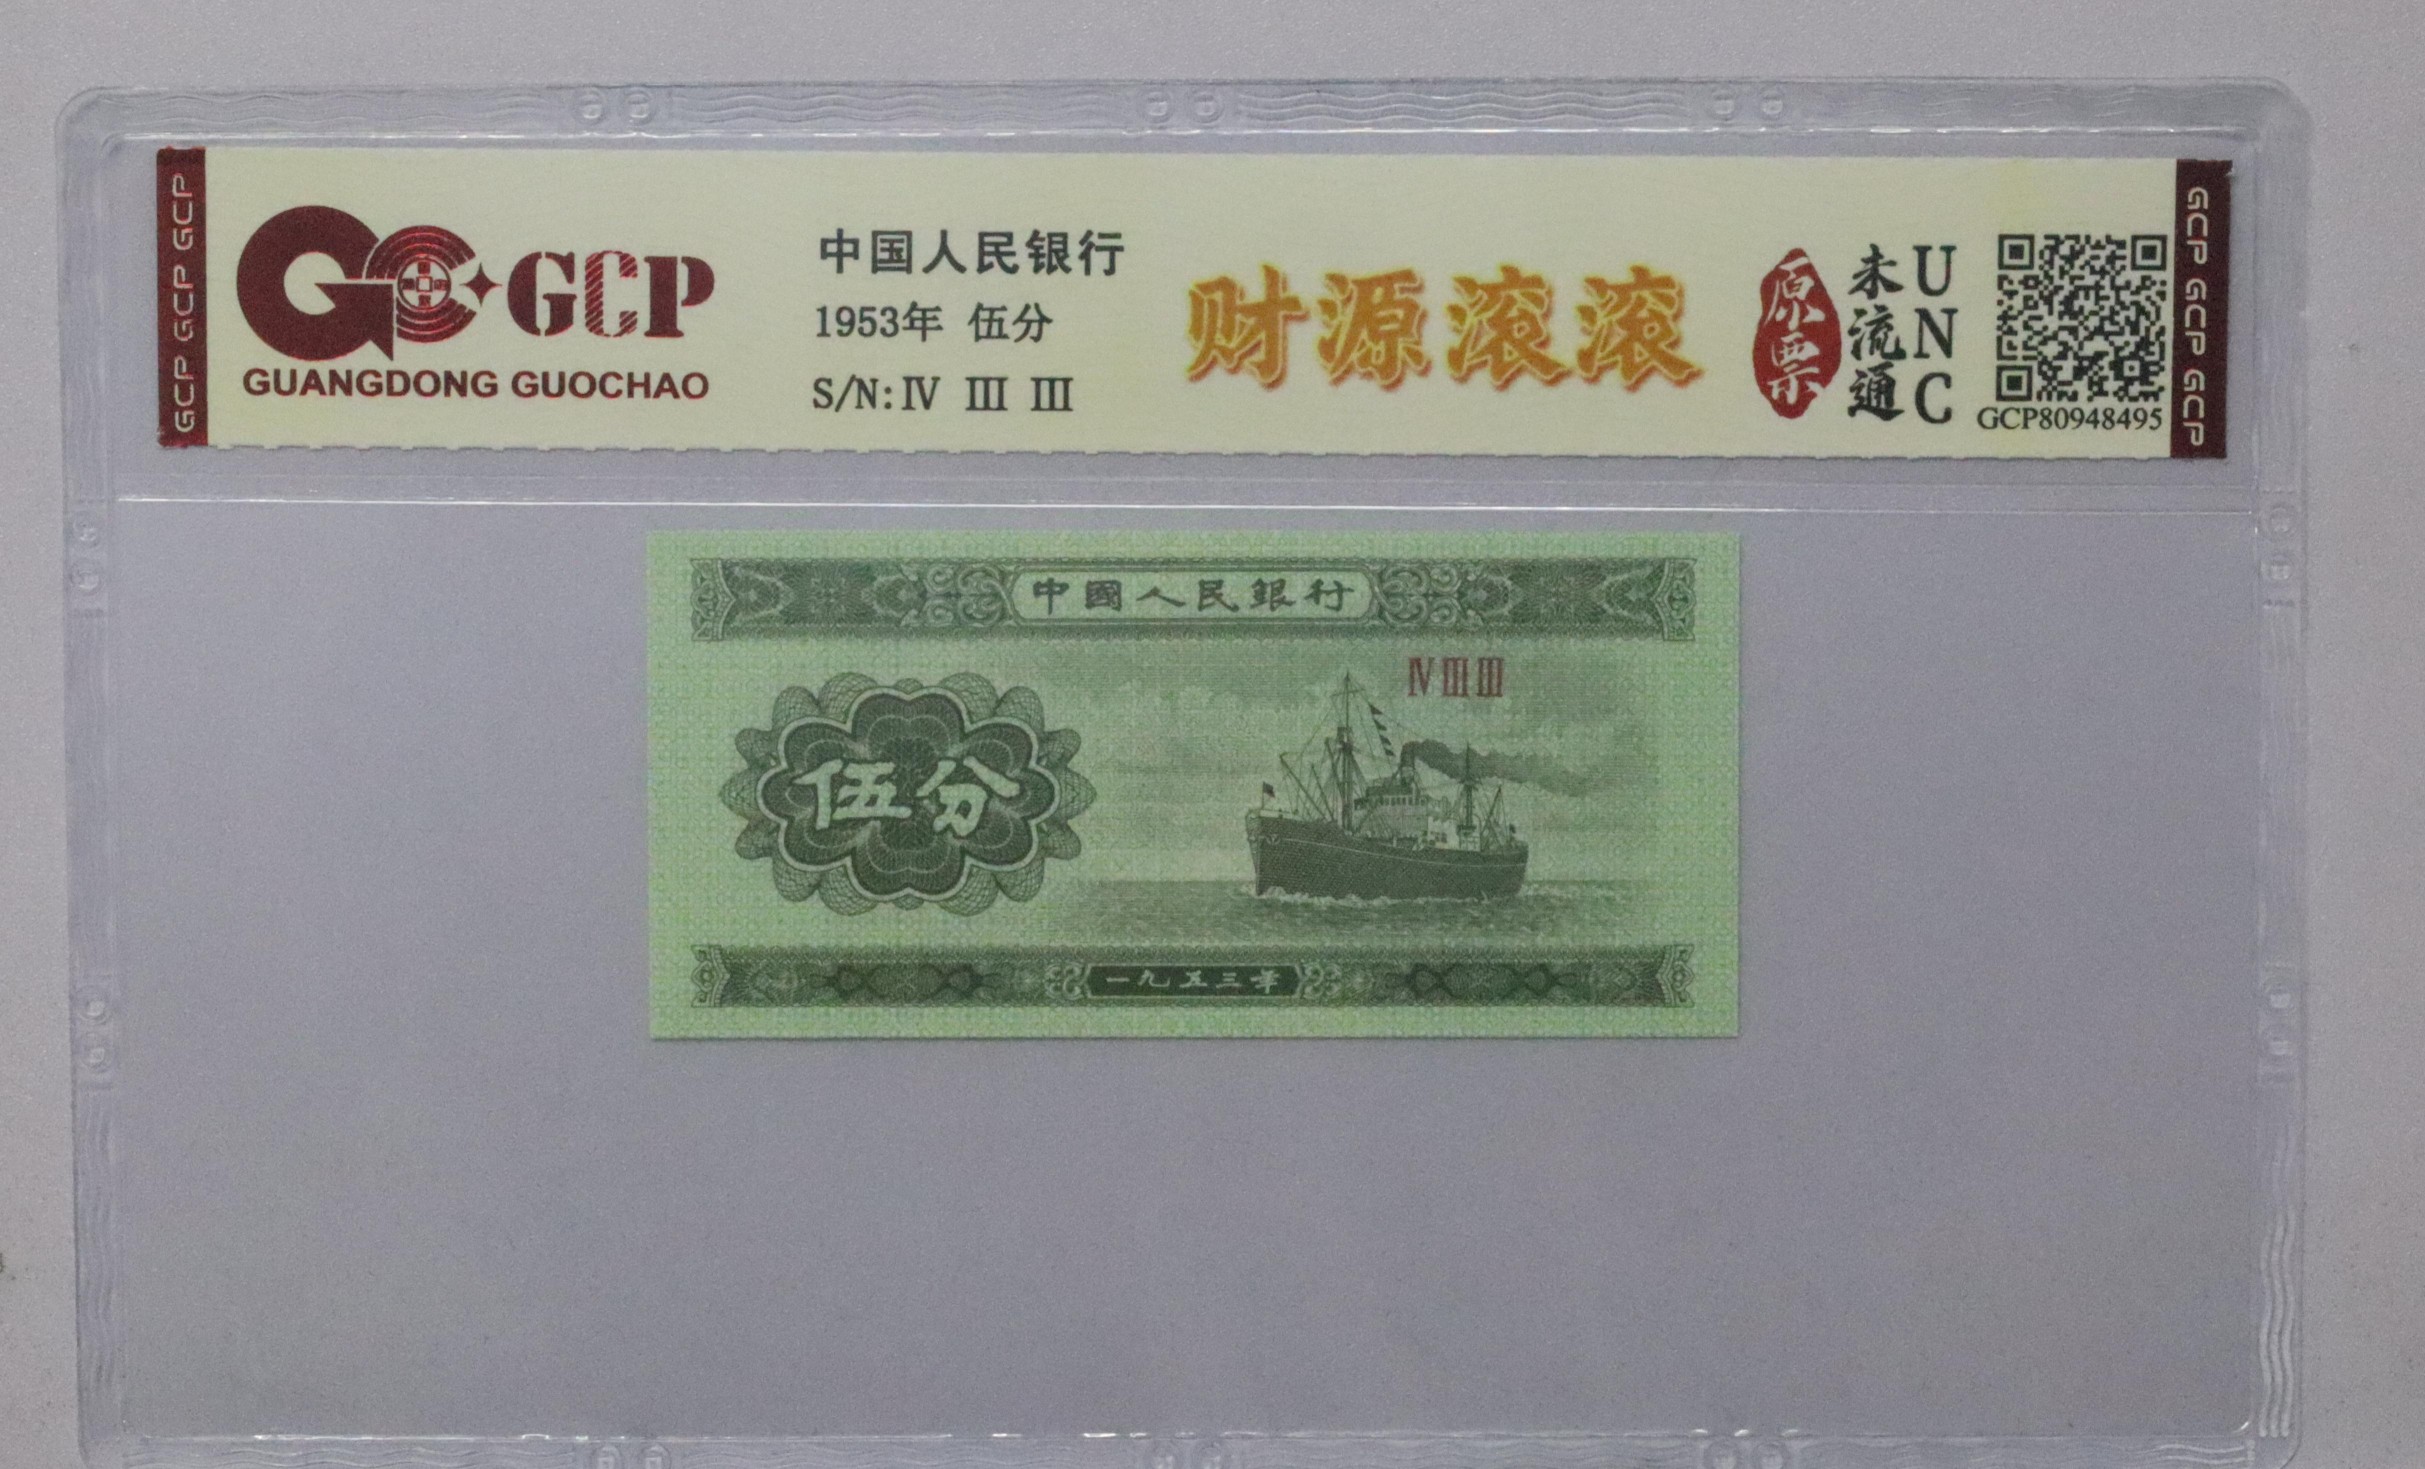 GCP GCP GCP GCP
GCP
GUANGDONG GUOCHAO
中国人民银行
1953年 伍分
S/N:Ⅳ Ⅲ Ⅲ
财源滚滚
原票
未流通
UNC
GCP80948495
GCP GCP GCP GCP
中國人民銀行
Ⅳ Ⅲ Ⅲ
伍分
一九五三年